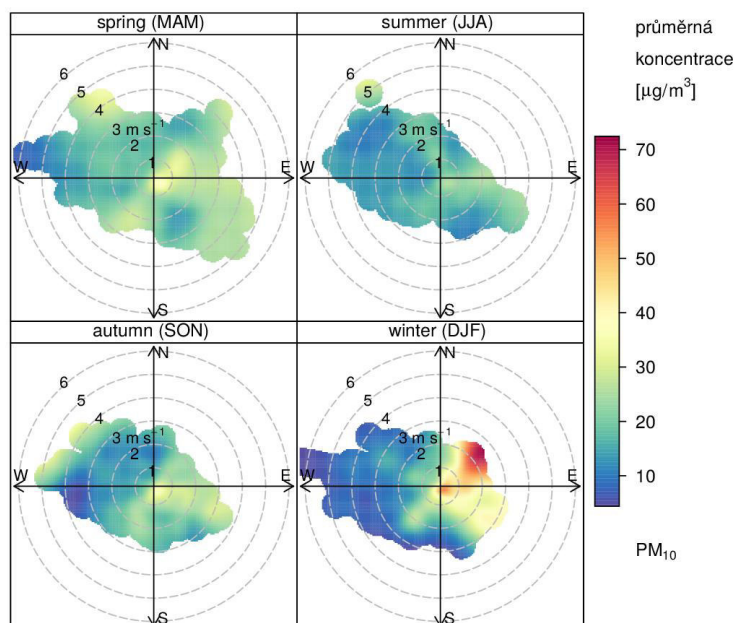 spring (MAM)
N
6
5
4
3 m s⁻¹
2
1
W
E
S
summer (JJA)
N
6
5
4
3 m s⁻¹
2
1
W
E
S
autumn (SON)
N
6
5
4
3 m s⁻¹
2
1
W
E
S
winter (DJF)
N
6
5
4
3 m s⁻¹
2
1
W
E
S
průměrná
koncentrace
[µg/m³]
70
60
50
40
30
20
10
PM₁₀